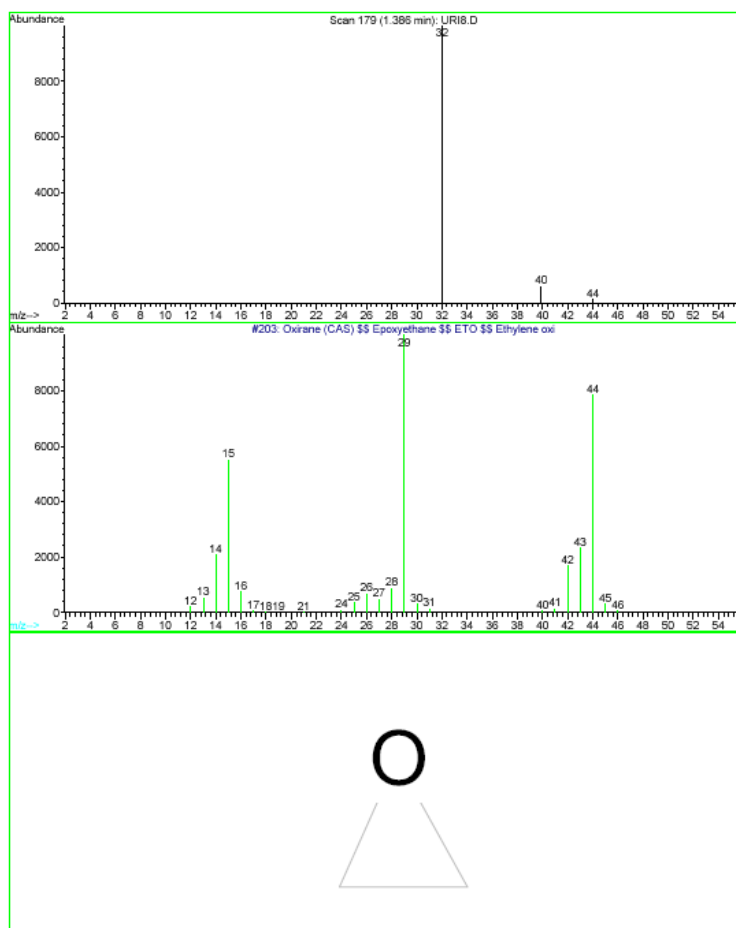 Abundance
Scan 179 (1.386 min): URI8.D
32
8000
6000
4000
2000
0
40
44
m/z-->
2 4 6 8 10 12 14 16 18 20 22 24 26 28 30 32 34 36 38 40 42 44 46 48 50 52 54
Abundance
#203: Oxirane (CAS) $$ Epoxyethane $$ ETO $$ Ethylene oxi
29
8000
6000
4000
2000
0
12 13 14 15 16 17 18 19 21 24 25 26 27 28 30 31 40 41 42 43 44 45 46
m/z-->
2 4 6 8 10 12 14 16 18 20 22 24 26 28 30 32 34 36 38 40 42 44 46 48 50 52 54
O